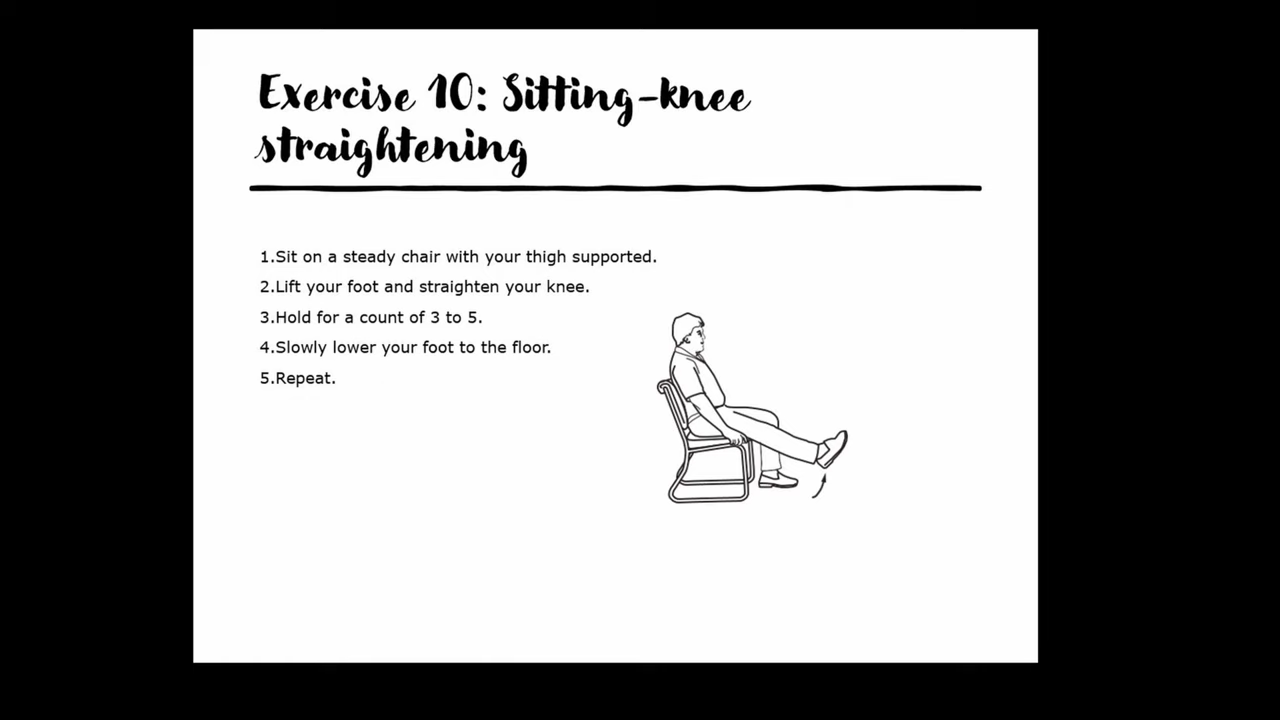 Exercise 10: Sitting-knee
straightening
1.Sit on a steady chair with your thigh supported.
2.Lift your foot and straighten your knee.
3.Hold for a count of 3 to 5.
4.Slowly lower your foot to the floor.
5.Repeat.